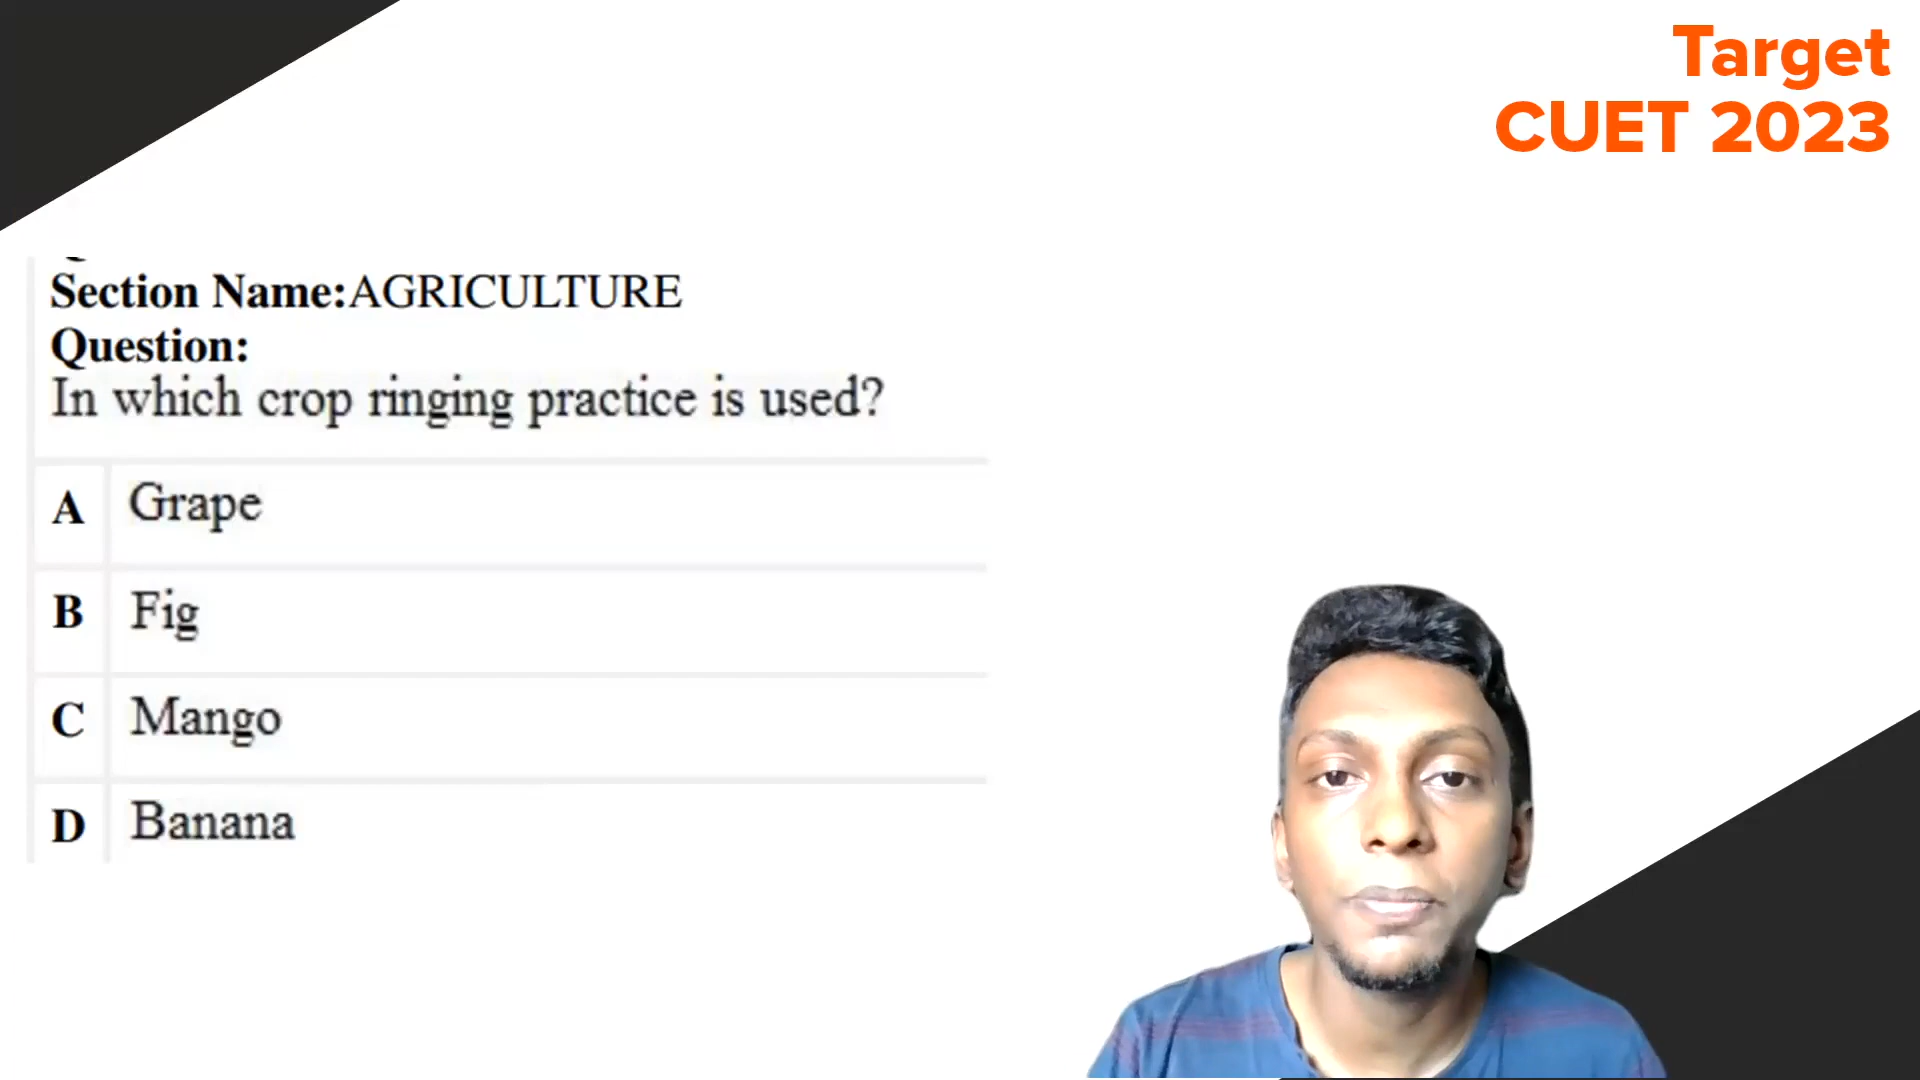 Target
CUET 2023
Section Name:AGRICULTURE
Question:
In which crop ringing practice is used?
A Grape
B Fig
C Mango
D Banana